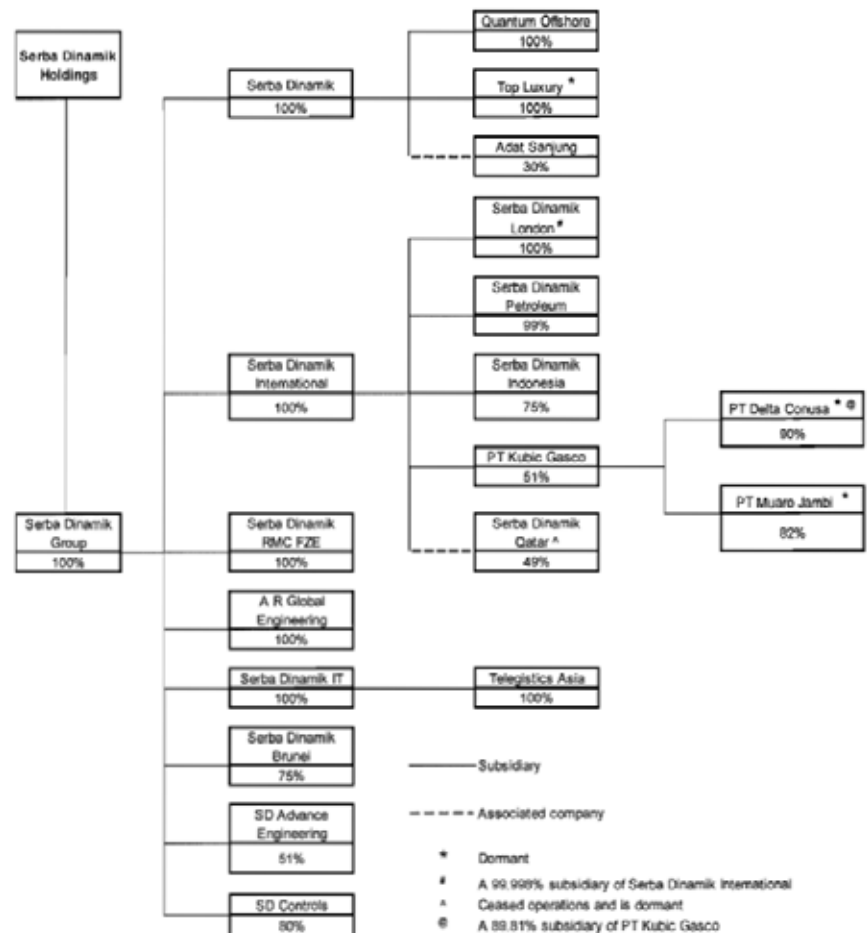 Serba Dinamik
Holdings
Serba Dinamik
Group
100%
Serba Dinamik
100%
Quantum Offshore
100%
Top Luxury *
100%
Adat Sanjung
30%
Serba Dinamik
International
100%
Serba Dinamik
London #
100%
Serba Dinamik
Petroleum
99%
Serba Dinamik
Indonesia
75%
PT Kubic Gasco
51%
PT Delta Conusa * @
90%
PT Muaro Jambi *
82%
Serba Dinamik
Qatar ^
49%
Serba Dinamik
RMC FZE
100%
A R Global
Engineering
100%
Serba Dinamik IT
100%
Telegistics Asia
100%
Serba Dinamik
Brunei
75%
SD Advance
Engineering
51%
SD Controls
80%
Subsidiary
Associated company
* Dormant
# A 99.998% subsidiary of Serba Dinamik International
^ Ceased operations and is dormant
@ A 89.81% subsidiary of PT Kubic Gasco